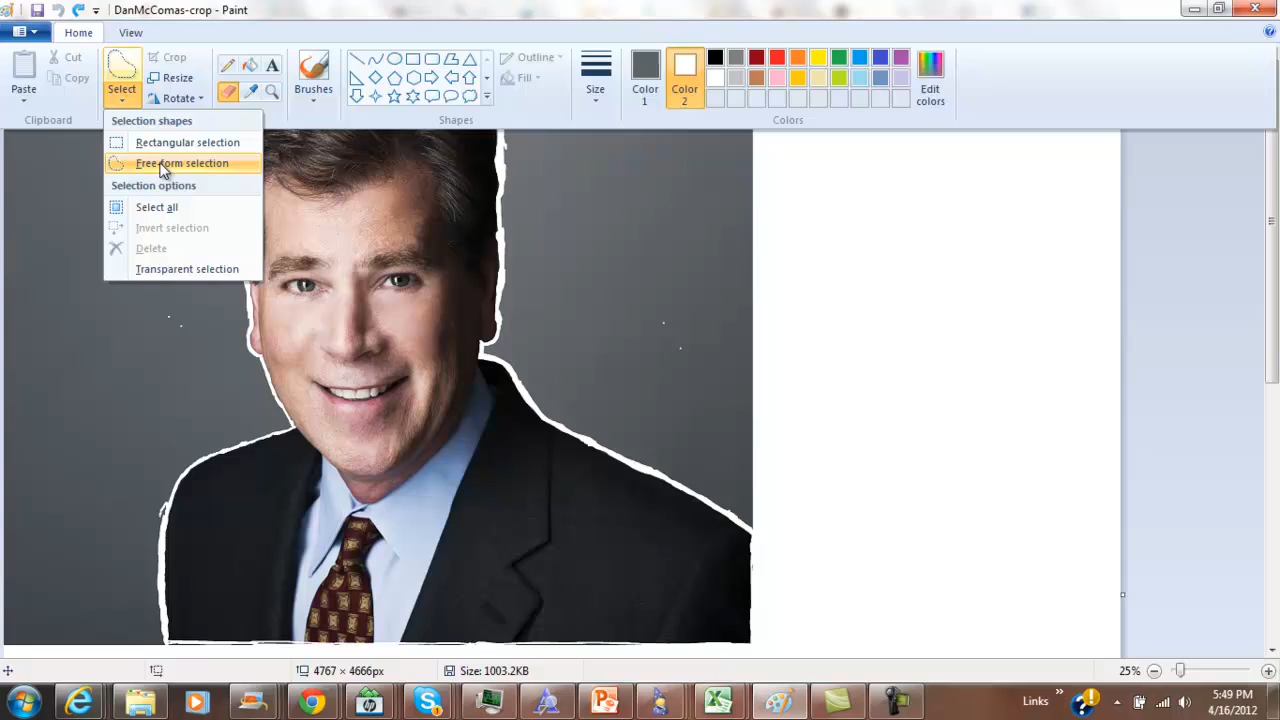 DanMcComas-crop - Paint
Home View
Paste
Cut
Copy
Clipboard
Select
Crop
Resize
Rotate
A
Brushes
Outline
Fill
Shapes
Size
Color 1
Color 2
Edit colors
Colors
Selection shapes
Rectangular selection
Free-form selection
Selection options
Select all
Invert selection
Delete
Transparent selection
4767 × 4666px
Size: 1003.2KB
25%
Links
»
5:49 PM
4/16/2012